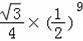 √3/4 × (1/2)^9